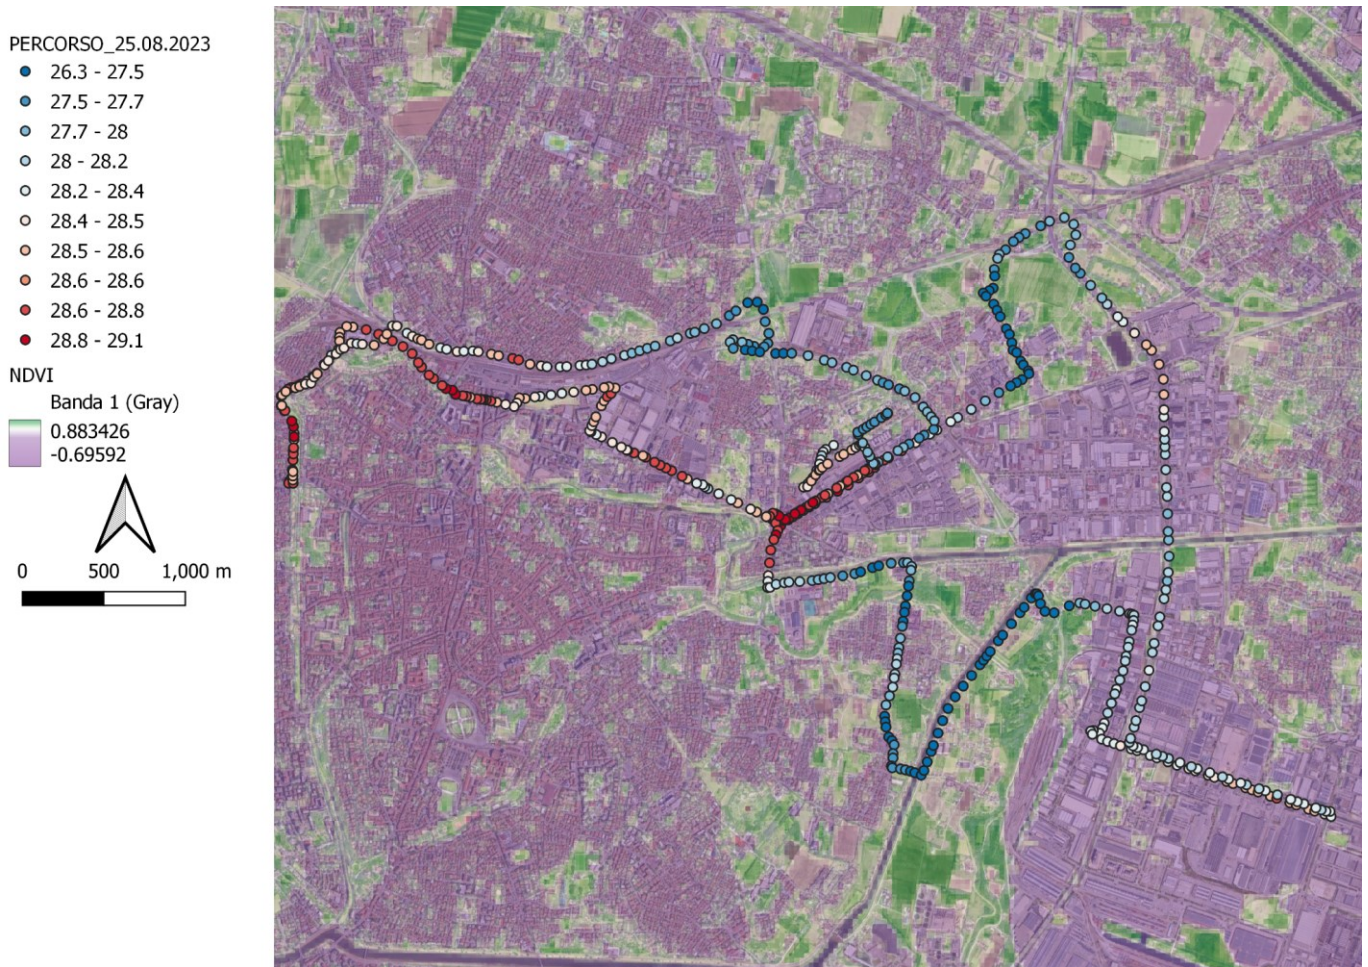 PERCORSO_25.08.2023
26.3 - 27.5
27.5 - 27.7
27.7 - 28
28 - 28.2
28.2 - 28.4
28.4 - 28.5
28.5 - 28.6
28.6 - 28.6
28.6 - 28.8
28.8 - 29.1
NDVI
Banda 1 (Gray)
0.883426
-0.69592
0 500 1,000 m